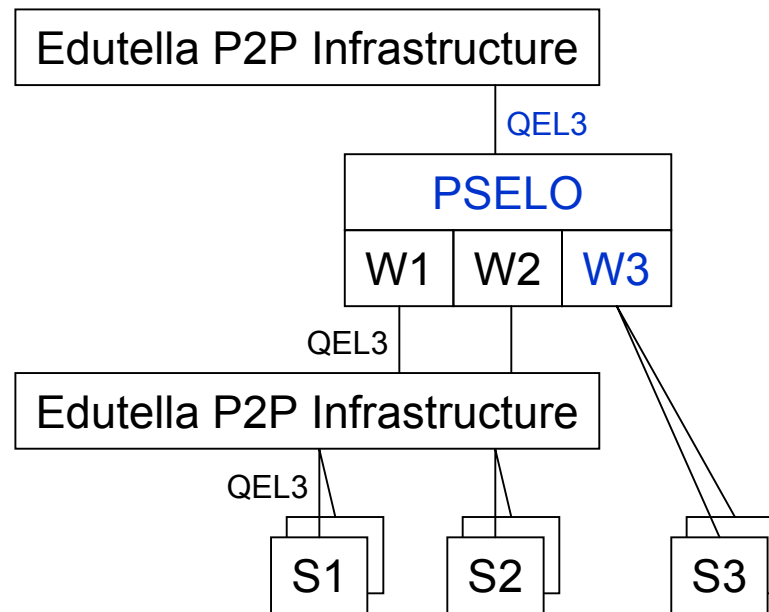 Edutella P2P Infrastructure
QEL3
PSELO
W1 W2 W3
QEL3
Edutella P2P Infrastructure
QEL3
S1 S2 S3